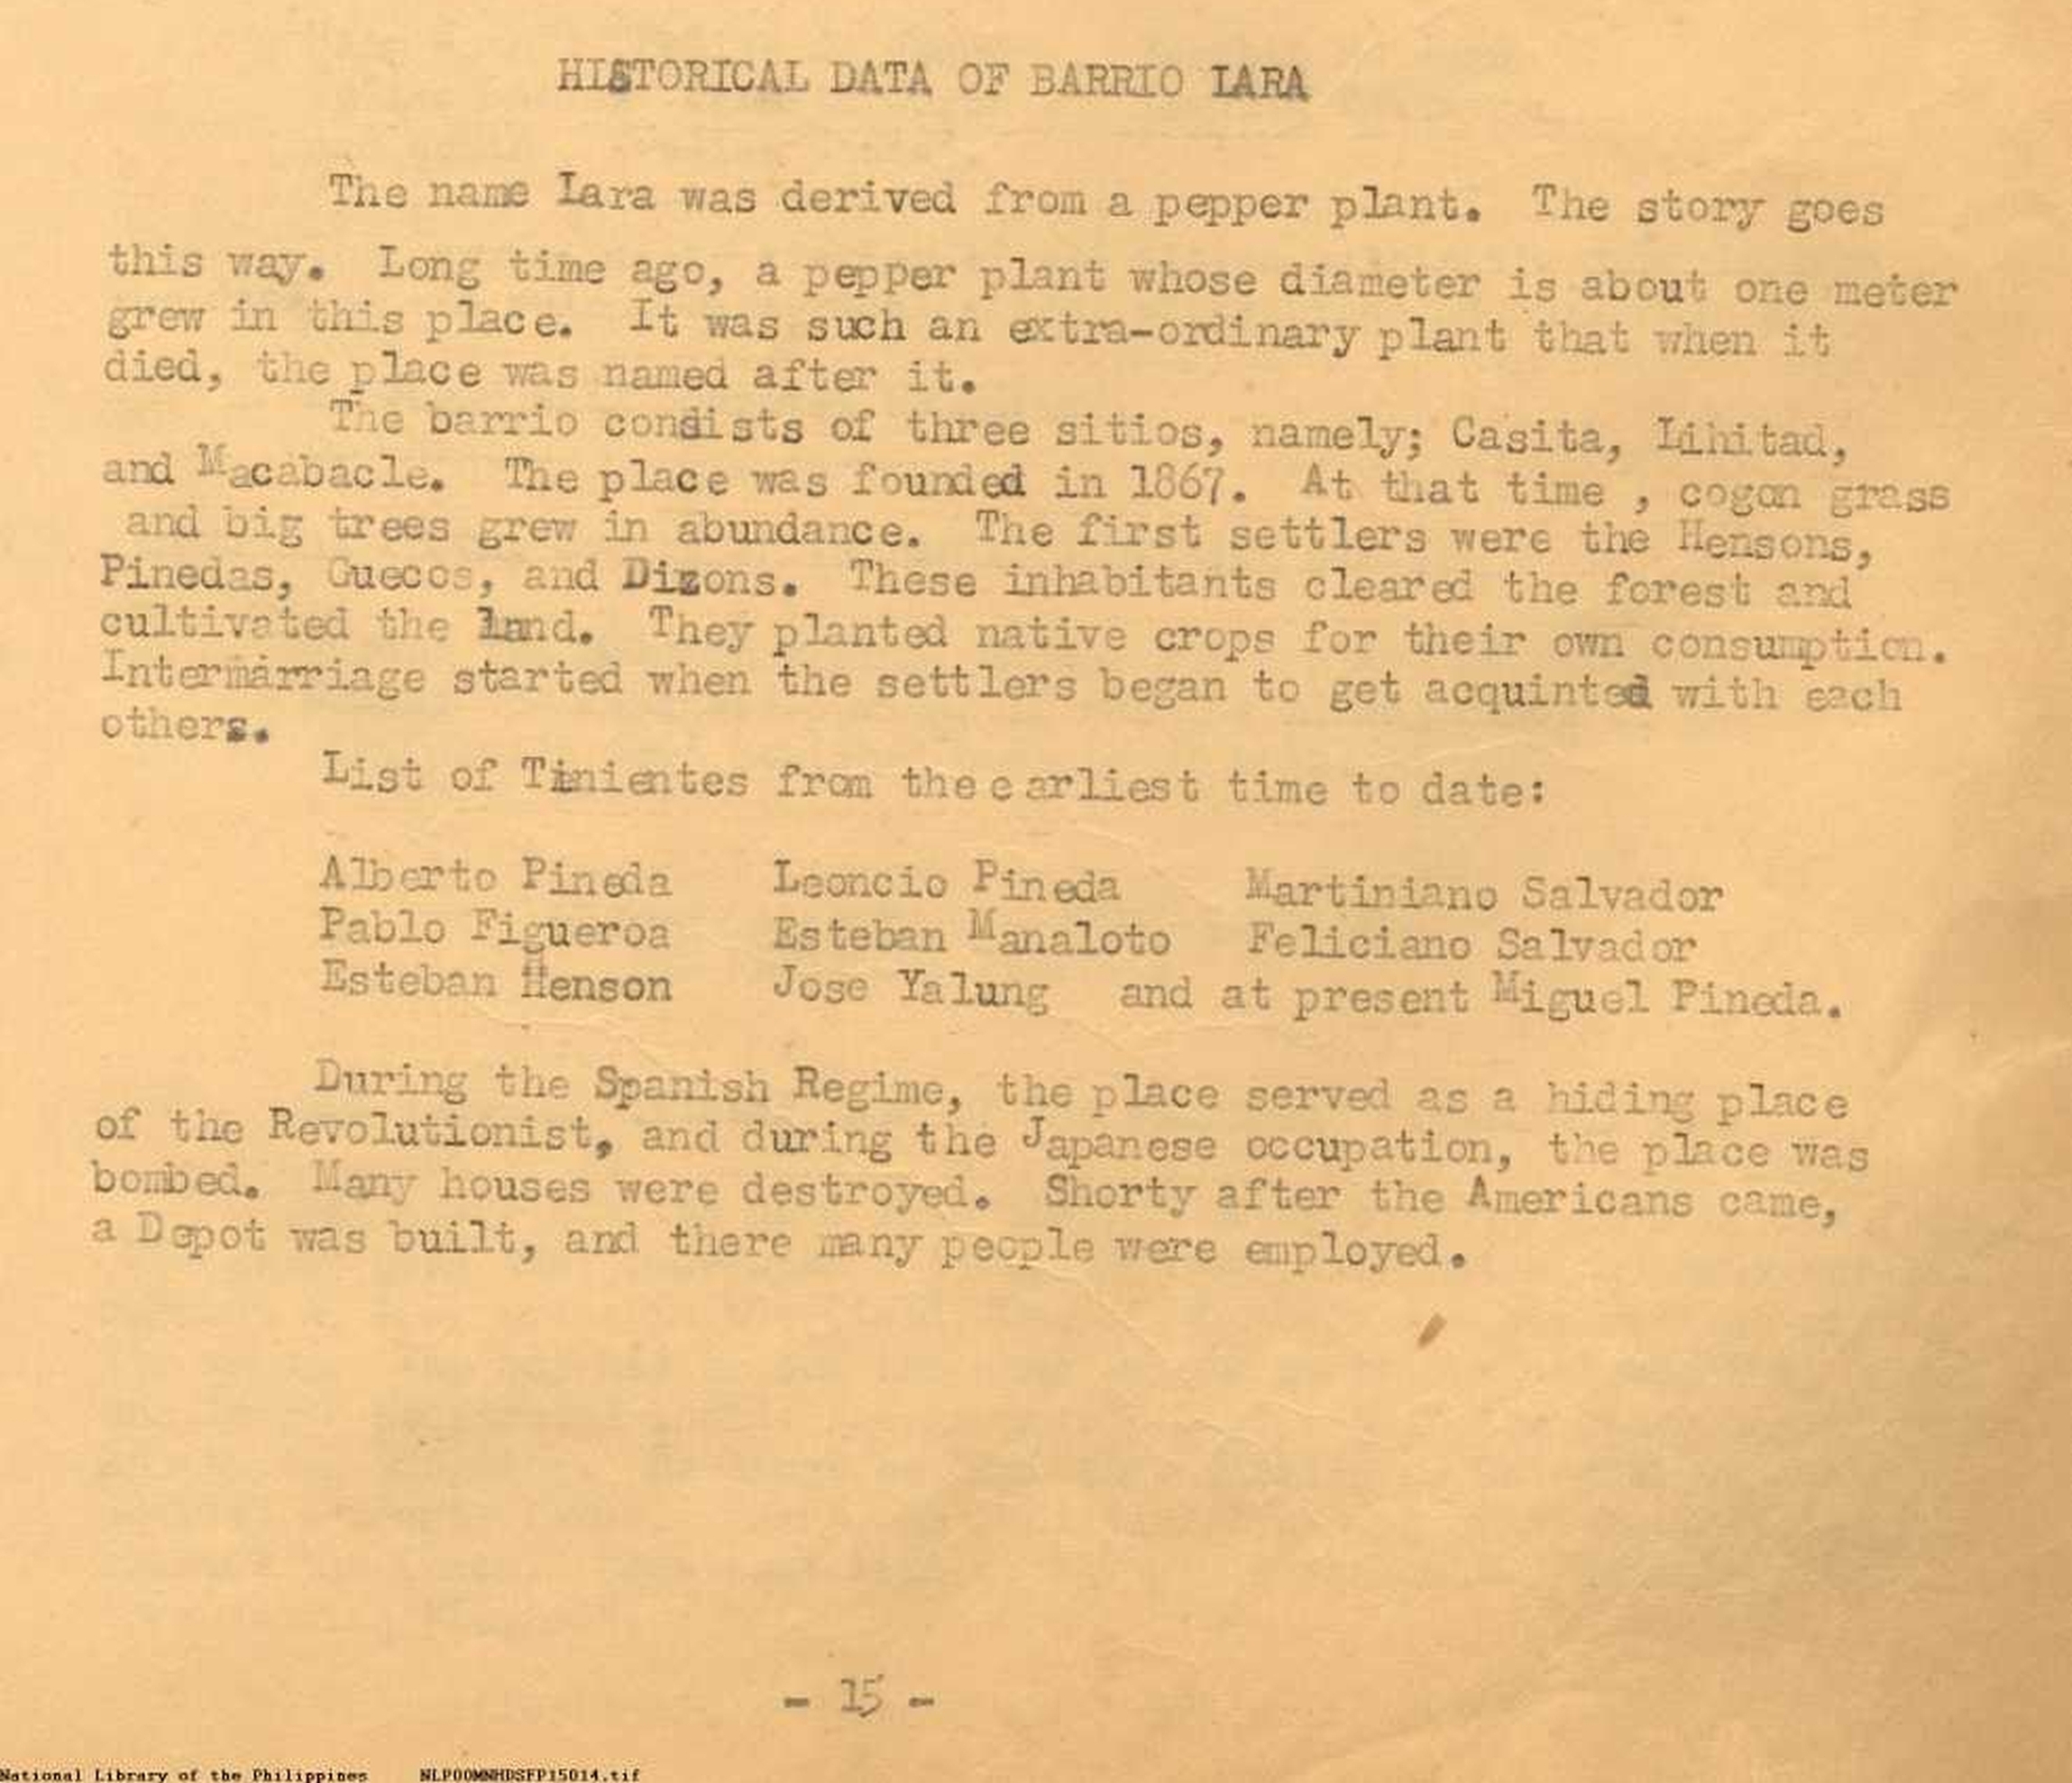 HISTORICAL DATA OF BARRIO LARA
The name Lara was derived from a pepper plant. The story goes
this way. Long time ago, a pepper plant whose diameter is about one meter
grew in this place. It was such an extra-ordinary plant that when it
died, the place was named after it.
The barrio consists of three sitios, namely; Casita, Lihitad,
and Macabacle. The place was founded in 1867. At that time , cogon grass
and big trees grew in abundance. The first settlers were the Hensons,
Pinedas, Guecos, and Dizons. These inhabitants cleared the forest and
cultivated the land. They planted native crops for their own consumption.
Intermarriage started when the settlers began to get acquinted with each
others.
List of Tinientes from the earliest time to date:
Alberto Pineda Leoncio Pineda Martiniano Salvador
Pablo Figueroa Esteban Manaloto Feliciano Salvador
Esteban Henson Jose Yalung and at present Miguel Pineda.
During the Spanish Regime, the place served as a hiding place
of the Revolutionist, and during the Japanese occupation, the place was
bombed. Many houses were destroyed. Shorty after the Americans came,
a Depot was built, and there many people were employed.
- 15 -
National Library of the Philippines NLPOOMNHDSFP15014.tif